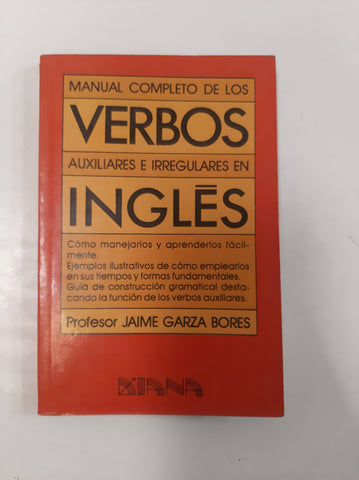 MANUAL COMPLETO DE LOS
VERBOS
AUXILIARES E IRREGULARES EN
INGLÉS
Cómo manejarlos y aprenderlos fácil-
mente.
Ejemplos ilustrativos de cómo emplearlos
en sus tiempos y formas fundamentales.
Guía de construcción gramatical desta-
cando la función de los verbos auxiliares.
Profesor JAIME GARZA BORES
DIANA